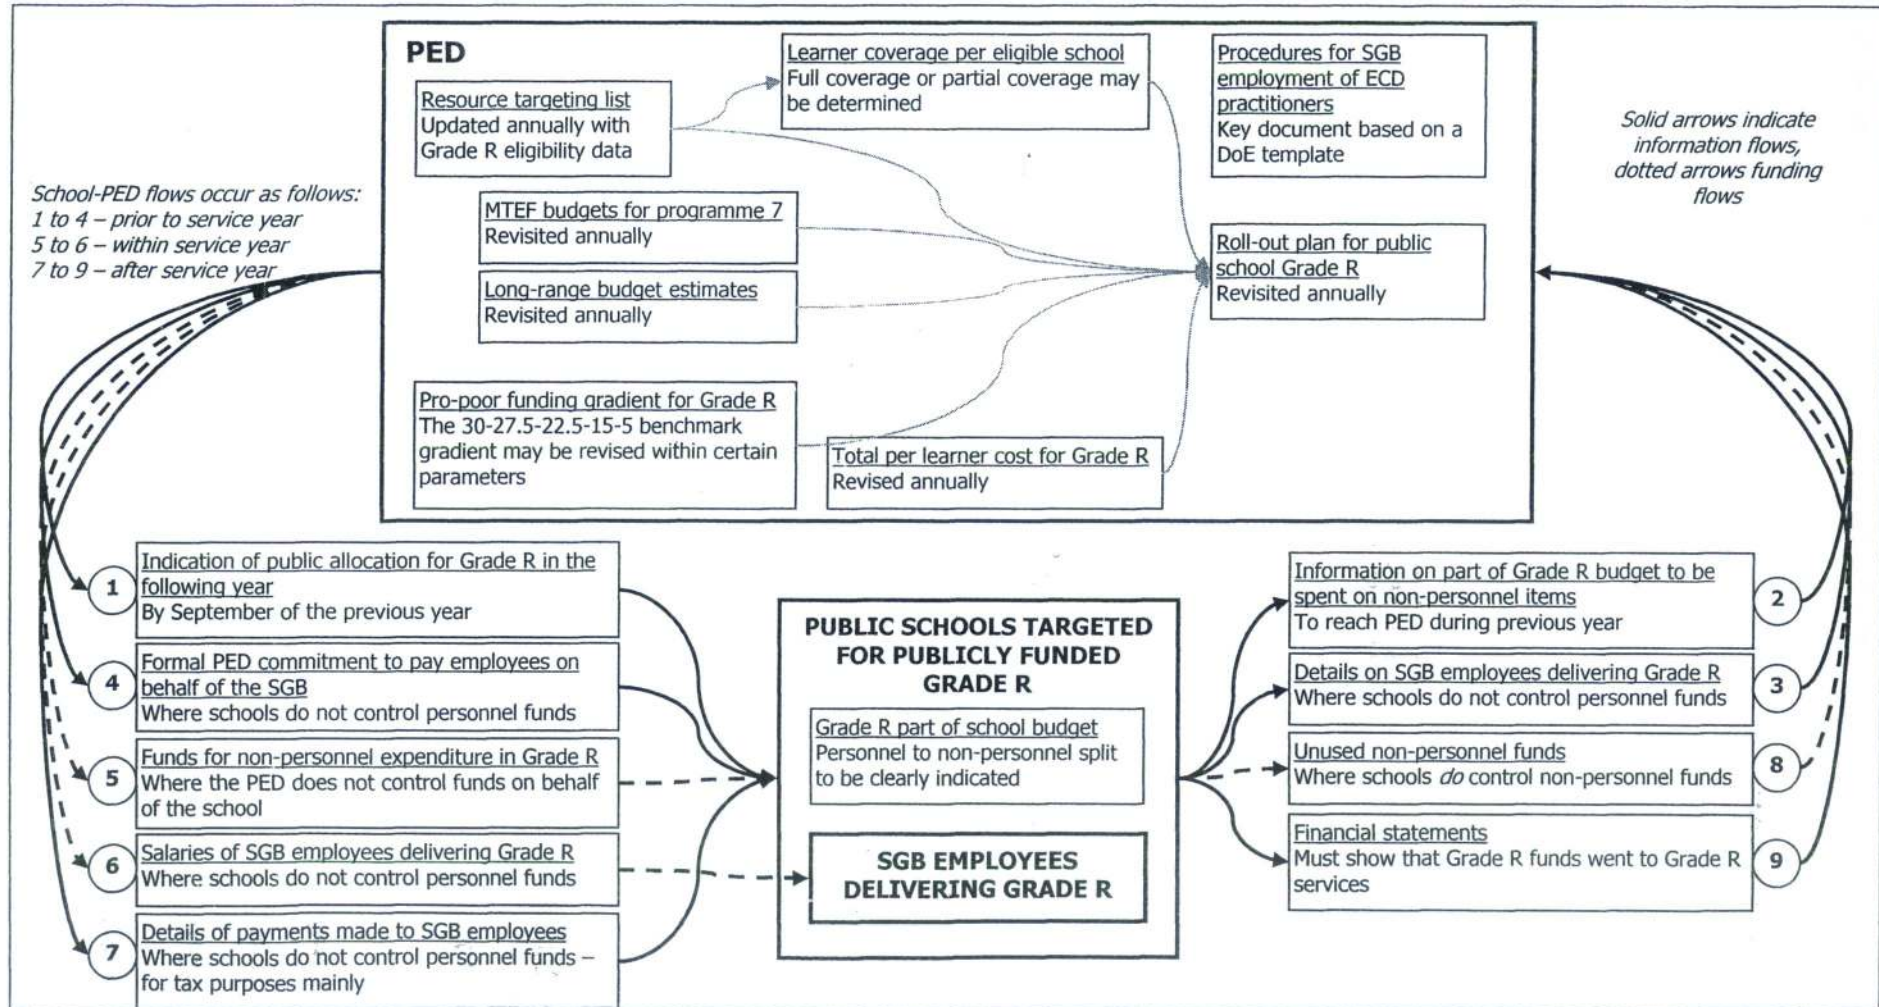 PED
Resource targeting list
Updated annually with
Grade R eligibility data
Learner coverage per eligible school
Full coverage or partial coverage may
be determined
Procedures for SGB
employment of ECD
practitioners
Key document based on a
DoE template
Solid arrows indicate
information flows,
dotted arrows funding
flows
School-PED flows occur as follows:
1 to 4 – prior to service year
5 to 6 – within service year
7 to 9 – after service year
MTEF budgets for programme 7
Revisited annually
Long-range budget estimates
Revisited annually
Roll-out plan for public
school Grade R
Revisited annually
Pro-poor funding gradient for Grade R
The 30-27.5-22.5-15-5 benchmark
gradient may be revised within certain
parameters
Total per learner cost for Grade R
Revised annually
1
Indication of public allocation for Grade R in the
following year
By September of the previous year
4
Formal PED commitment to pay employees on
behalf of the SGB
Where schools do not control personnel funds
5
Funds for non-personnel expenditure in Grade R
Where the PED does not control funds on behalf
of the school
6
Salaries of SGB employees delivering Grade R
Where schools do not control personnel funds
7
Details of payments made to SGB employees
Where schools do not control personnel funds –
for tax purposes mainly
PUBLIC SCHOOLS TARGETED
FOR PUBLICLY FUNDED
GRADE R
Grade R part of school budget
Personnel to non-personnel split
to be clearly indicated
SGB EMPLOYEES
DELIVERING GRADE R
Information on part of Grade R budget to be
spent on non-personnel items
To reach PED during previous year
2
Details on SGB employees delivering Grade R
Where schools do not control personnel funds
3
Unused non-personnel funds
Where schools do control non-personnel funds
8
Financial statements
Must show that Grade R funds went to Grade R
services
9